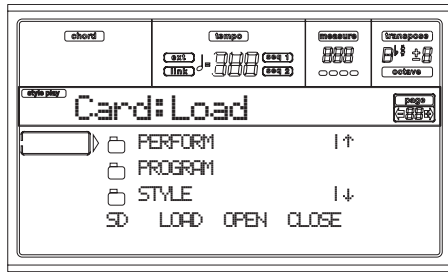 chord tempo measure transpose
ext seq 1
link seq 2
octave
style play page
Card:Load
PERFORM
PROGRAM
STYLE
SD LOAD OPEN CLOSE